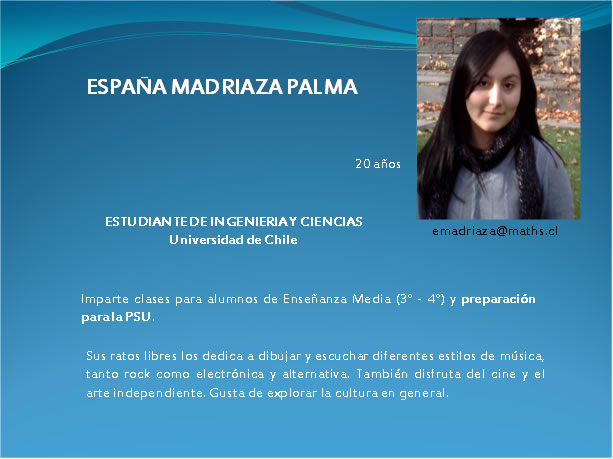 ESPAÑA MADRIAZA PALMA
20 años
ESTUDIANTE DE INGENIERIA Y CIENCIAS
Universidad de Chile
emadriaza@maths.cl
Imparte clases para alumnos de Enseñanza Media (3º - 4º) y preparación
para la PSU.
Sus ratos libres los dedica a dibujar y escuchar diferentes estilos de música,
tanto rock como electrónica y alternativa. También disfruta del cine y el
arte independiente. Gusta de explorar la cultura en general.